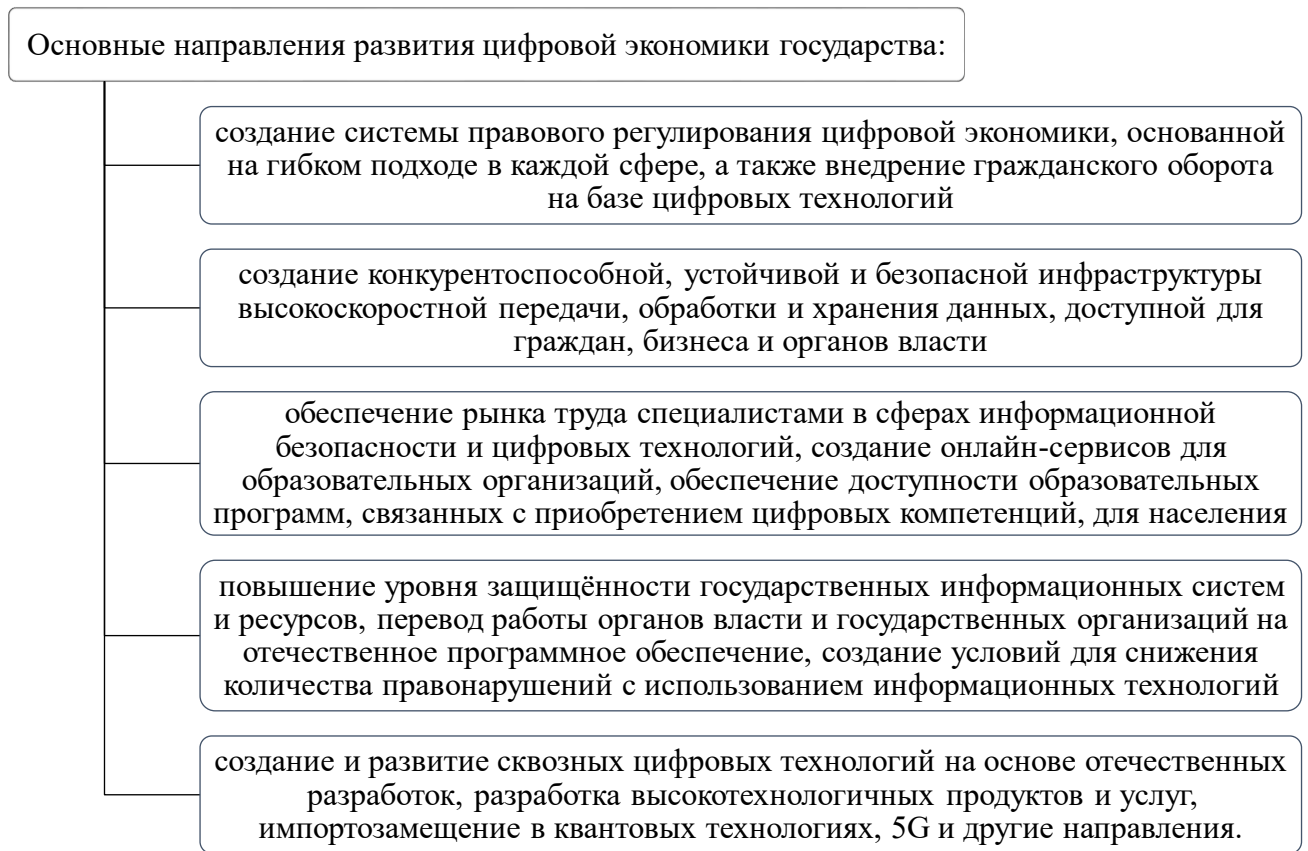 Основные направления развития цифровой экономики государства:
создание системы правового регулирования цифровой экономики, основанной
на гибком подходе в каждой сфере, а также внедрение гражданского оборота
на базе цифровых технологий
создание конкурентоспособной, устойчивой и безопасной инфраструктуры
высокоскоростной передачи, обработки и хранения данных, доступной для
граждан, бизнеса и органов власти
обеспечение рынка труда специалистами в сферах информационной
безопасности и цифровых технологий, создание онлайн-сервисов для
образовательных организаций, обеспечение доступности образовательных
программ, связанных с приобретением цифровых компетенций, для населения
повышение уровня защищённости государственных информационных систем
и ресурсов, перевод работы органов власти и государственных организаций на
отечественное программное обеспечение, создание условий для снижения
количества правонарушений с использованием информационных технологий
создание и развитие сквозных цифровых технологий на основе отечественных
разработок, разработка высокотехнологичных продуктов и услуг,
импортозамещение в квантовых технологиях, 5G и другие направления.